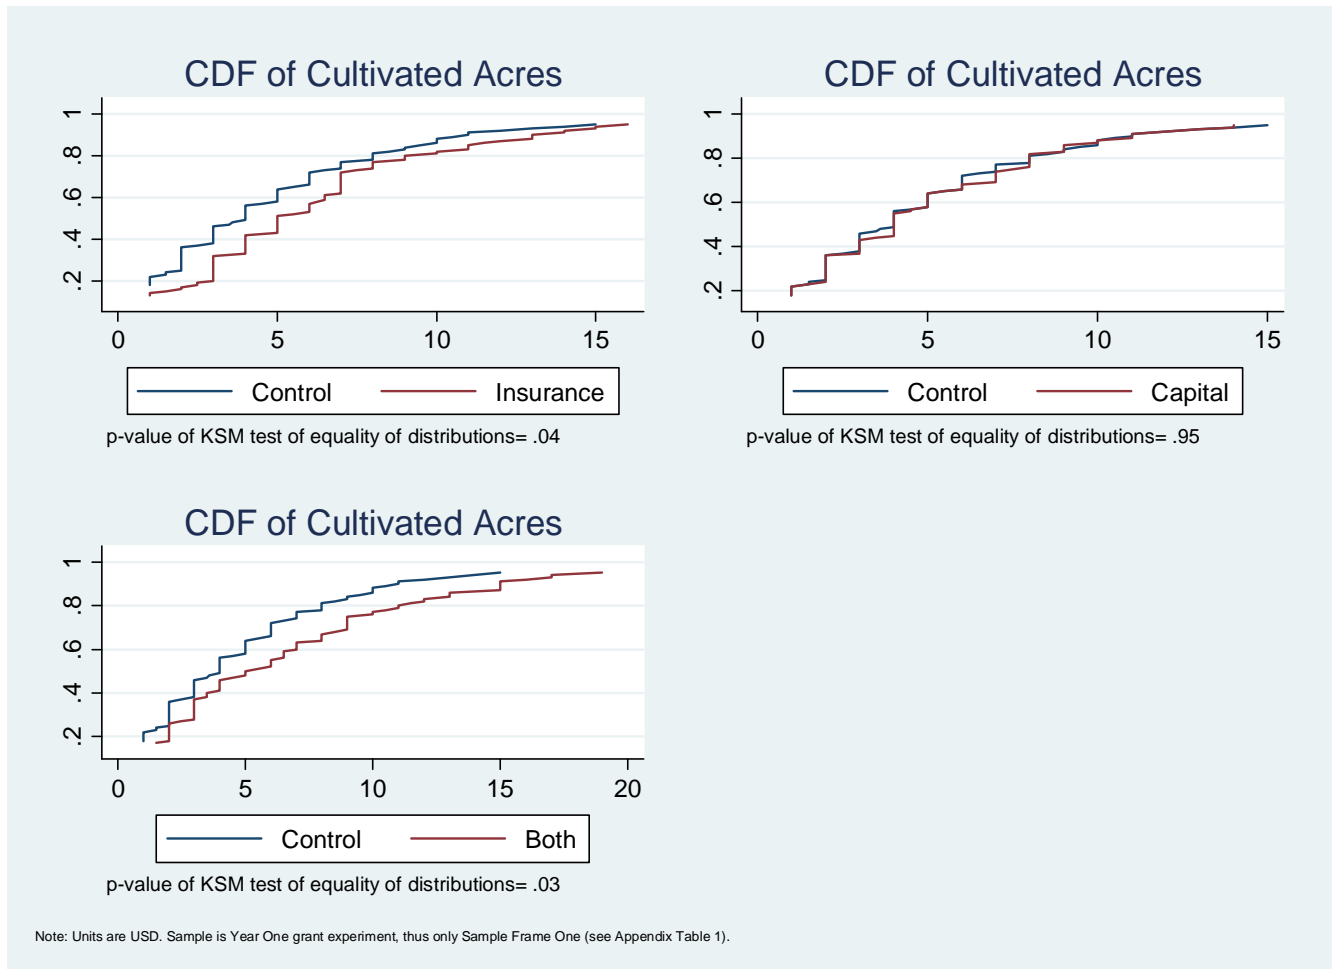 CDF of Cultivated Acres
1
.8
.6
.4
.2
0 5 10 15
Control Insurance
p-value of KSM test of equality of distributions= .04
CDF of Cultivated Acres
1
.8
.6
.4
.2
0 5 10 15
Control Capital
p-value of KSM test of equality of distributions= .95
CDF of Cultivated Acres
1
.8
.6
.4
.2
0 5 10 15 20
Control Both
p-value of KSM test of equality of distributions= .03
Note: Units are USD. Sample is Year One grant experiment, thus only Sample Frame One (see Appendix Table 1).